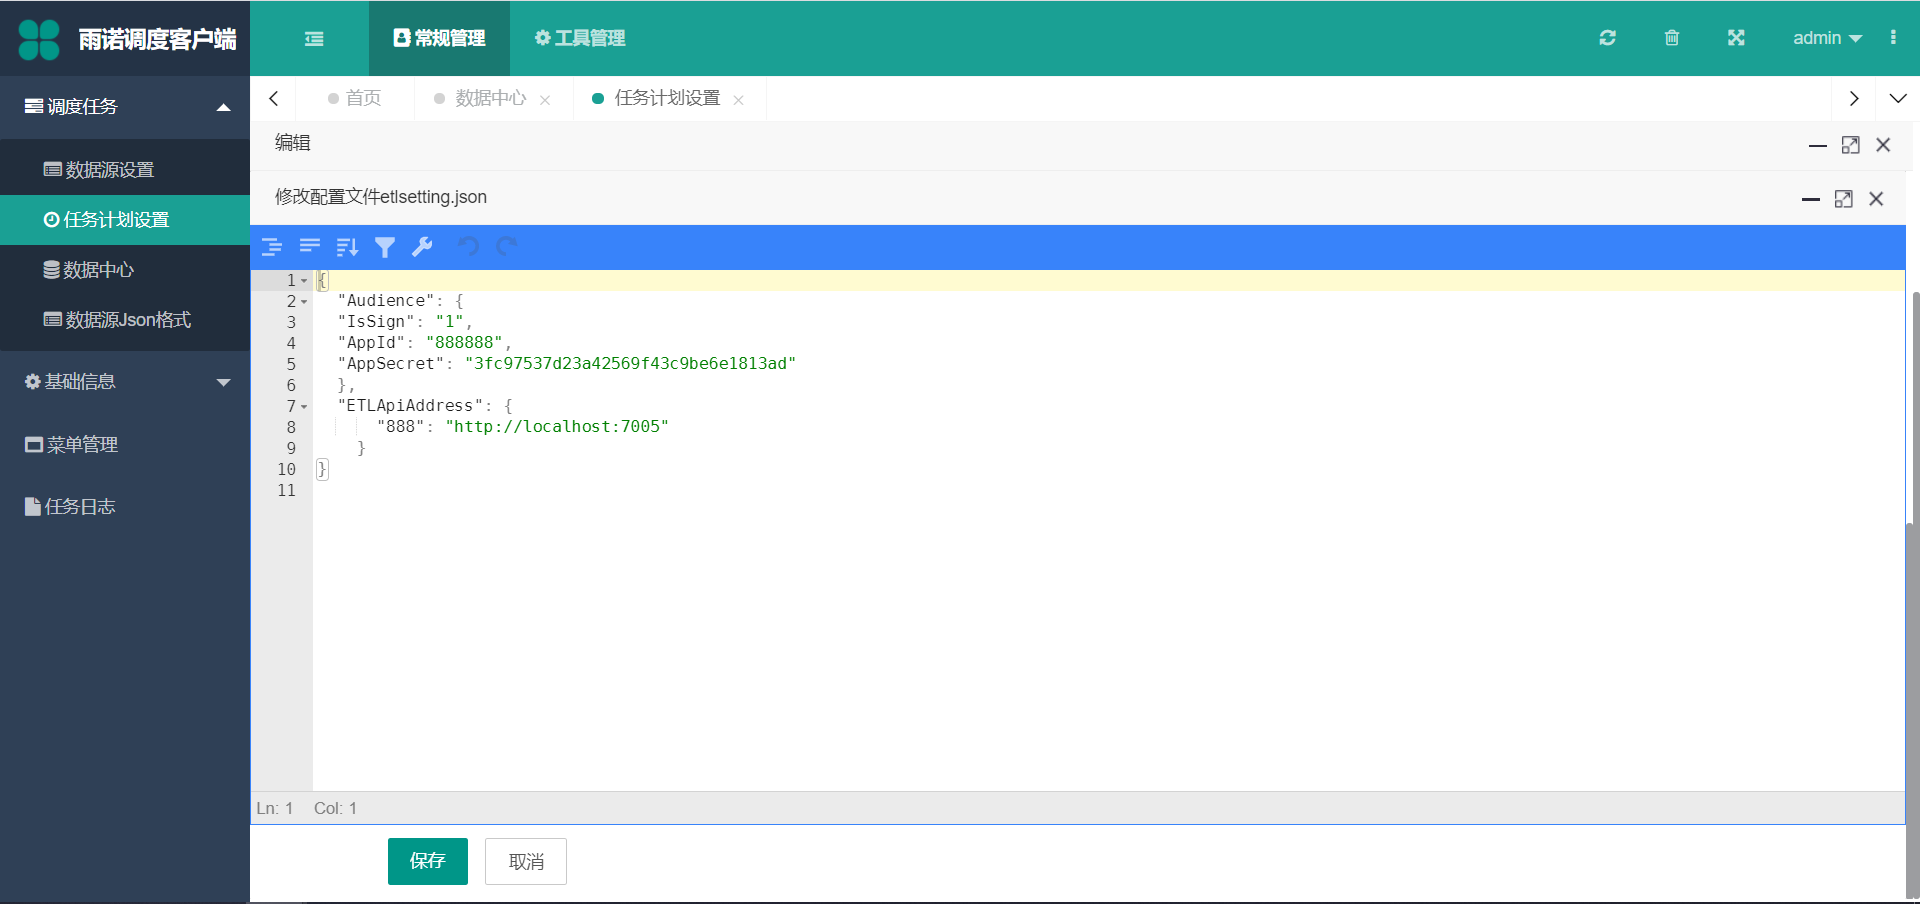 雨诺调度客户端
常规管理
工具管理
admin
调度任务
数据源设置
任务计划设置
数据中心
数据源Json格式
基础信息
菜单管理
任务日志
首页
数据中心
任务计划设置
编辑
修改配置文件etlsetting.json
1 {
2 "Audience": {
3 "IsSign": "1",
4 "AppId": "888888",
5 "AppSecret": "3fc97537d23a42569f43c9be6e1813ad"
6 },
7 "ETLApiAddress": {
8 "888": "http://localhost:7005"
9 }
10 }
11
Ln: 1 Col: 1
保存
取消